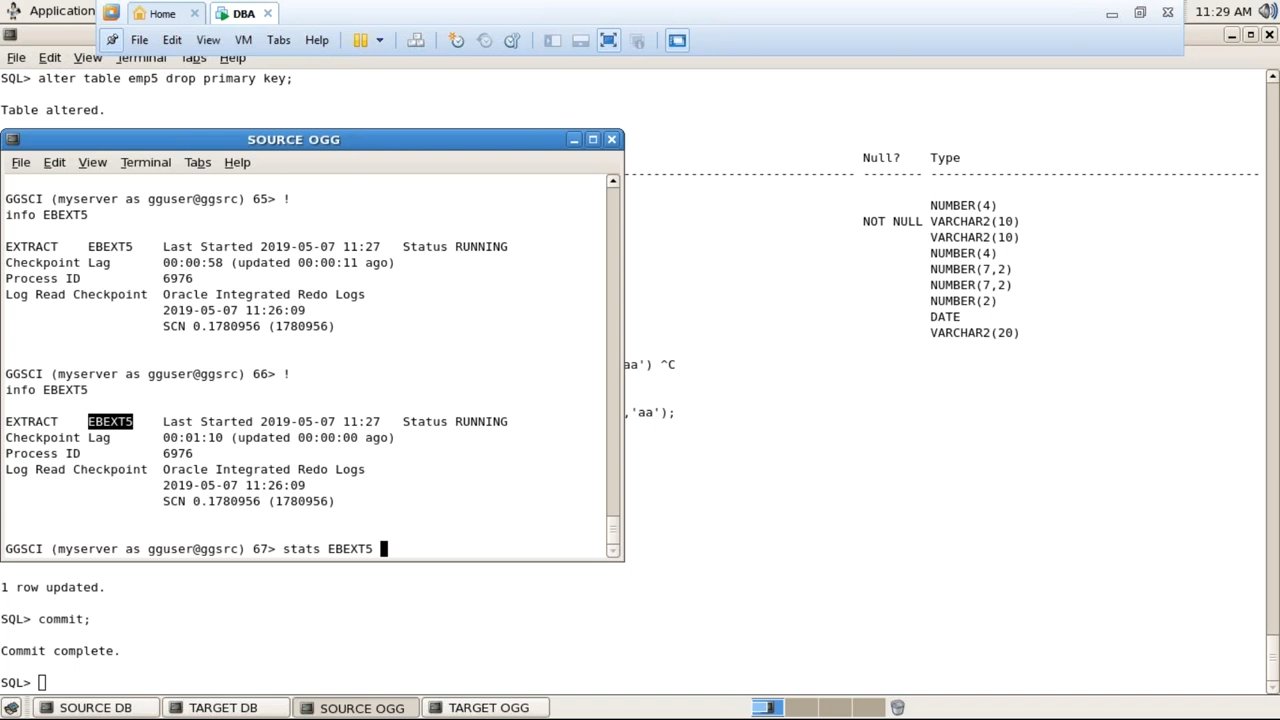 Application
Home
DBA
11:29 AM
File Edit View VM Tabs Help
File Edit View Terminal Tabs Help
SQL> alter table emp5 drop primary key;
Table altered.
SOURCE OGG
File Edit View Terminal Tabs Help
Null? Type
----------------------------- ------- -----------------------------------------
GGSCI (myserver as gguser@ggsrc) 65> !
info EBEXT5
NUMBER(4)
NOT NULL VARCHAR2(10)
VARCHAR2(10)
NUMBER(4)
NUMBER(7,2)
NUMBER(7,2)
NUMBER(2)
DATE
VARCHAR2(20)
EXTRACT EBEXT5 Last Started 2019-05-07 11:27 Status RUNNING
Checkpoint Lag 00:00:58 (updated 00:00:11 ago)
Process ID 6976
Log Read Checkpoint Oracle Integrated Redo Logs
2019-05-07 11:26:09
SCN 0.1780956 (1780956)
aa') ^C
GGSCI (myserver as gguser@ggsrc) 66> !
info EBEXT5
,'aa');
EXTRACT EBEXT5 Last Started 2019-05-07 11:27 Status RUNNING
Checkpoint Lag 00:01:10 (updated 00:00:00 ago)
Process ID 6976
Log Read Checkpoint Oracle Integrated Redo Logs
2019-05-07 11:26:09
SCN 0.1780956 (1780956)
GGSCI (myserver as gguser@ggsrc) 67> stats EBEXT5
1 row updated.
SQL> commit;
Commit complete.
SQL>
SOURCE DB
TARGET DB
SOURCE OGG
TARGET OGG